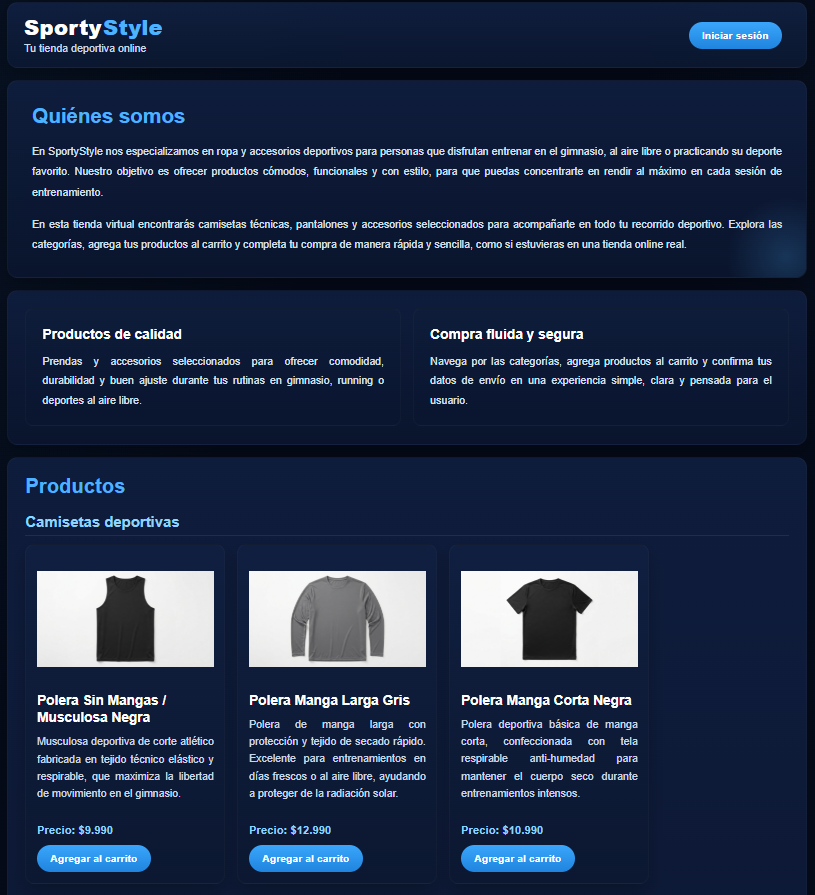 SportyStyle
Tu tienda deportiva online
Iniciar sesión
Quiénes somos
En SportyStyle nos especializamos en ropa y accesorios deportivos para personas que disfrutan entrenar en el gimnasio, al aire libre o practicando su deporte
favorito. Nuestro objetivo es ofrecer productos cómodos, funcionales y con estilo, para que puedas concentrarte en rendir al máximo en cada sesión de
entrenamiento.
En esta tienda virtual encontrarás camisetas técnicas, pantalones y accesorios seleccionados para acompañarte en todo tu recorrido deportivo. Explora las
categorías, agrega tus productos al carrito y completa tu compra de manera rápida y sencilla, como si estuvieras en una tienda online real.
Productos de calidad
Prendas y accesorios seleccionados para ofrecer comodidad,
durabilidad y buen ajuste durante tus rutinas en gimnasio, running o
deportes al aire libre.
Compra fluida y segura
Navega por las categorías, agrega productos al carrito y confirma tus
datos de envío en una experiencia simple, clara y pensada para el
usuario.
Productos
Camisetas deportivas
Polera Sin Mangas /
Musculosa Negra
Musculosa deportiva de corte atlético
fabricada en tejido técnico elástico y
respirable, que maximiza la libertad
de movimiento en el gimnasio.
Precio: $9.990
Agregar al carrito
Polera Manga Larga Gris
Polera de manga larga con
protección y tejido de secado rápido.
Excelente para entrenamientos en
días frescos o al aire libre, ayudando
a proteger de la radiación solar.
Precio: $12.990
Agregar al carrito
Polera Manga Corta Negra
Polera deportiva básica de manga
corta, confeccionada con tela
respirable anti-humedad para
mantener el cuerpo seco durante
entrenamientos intensos.
Precio: $10.990
Agregar al carrito